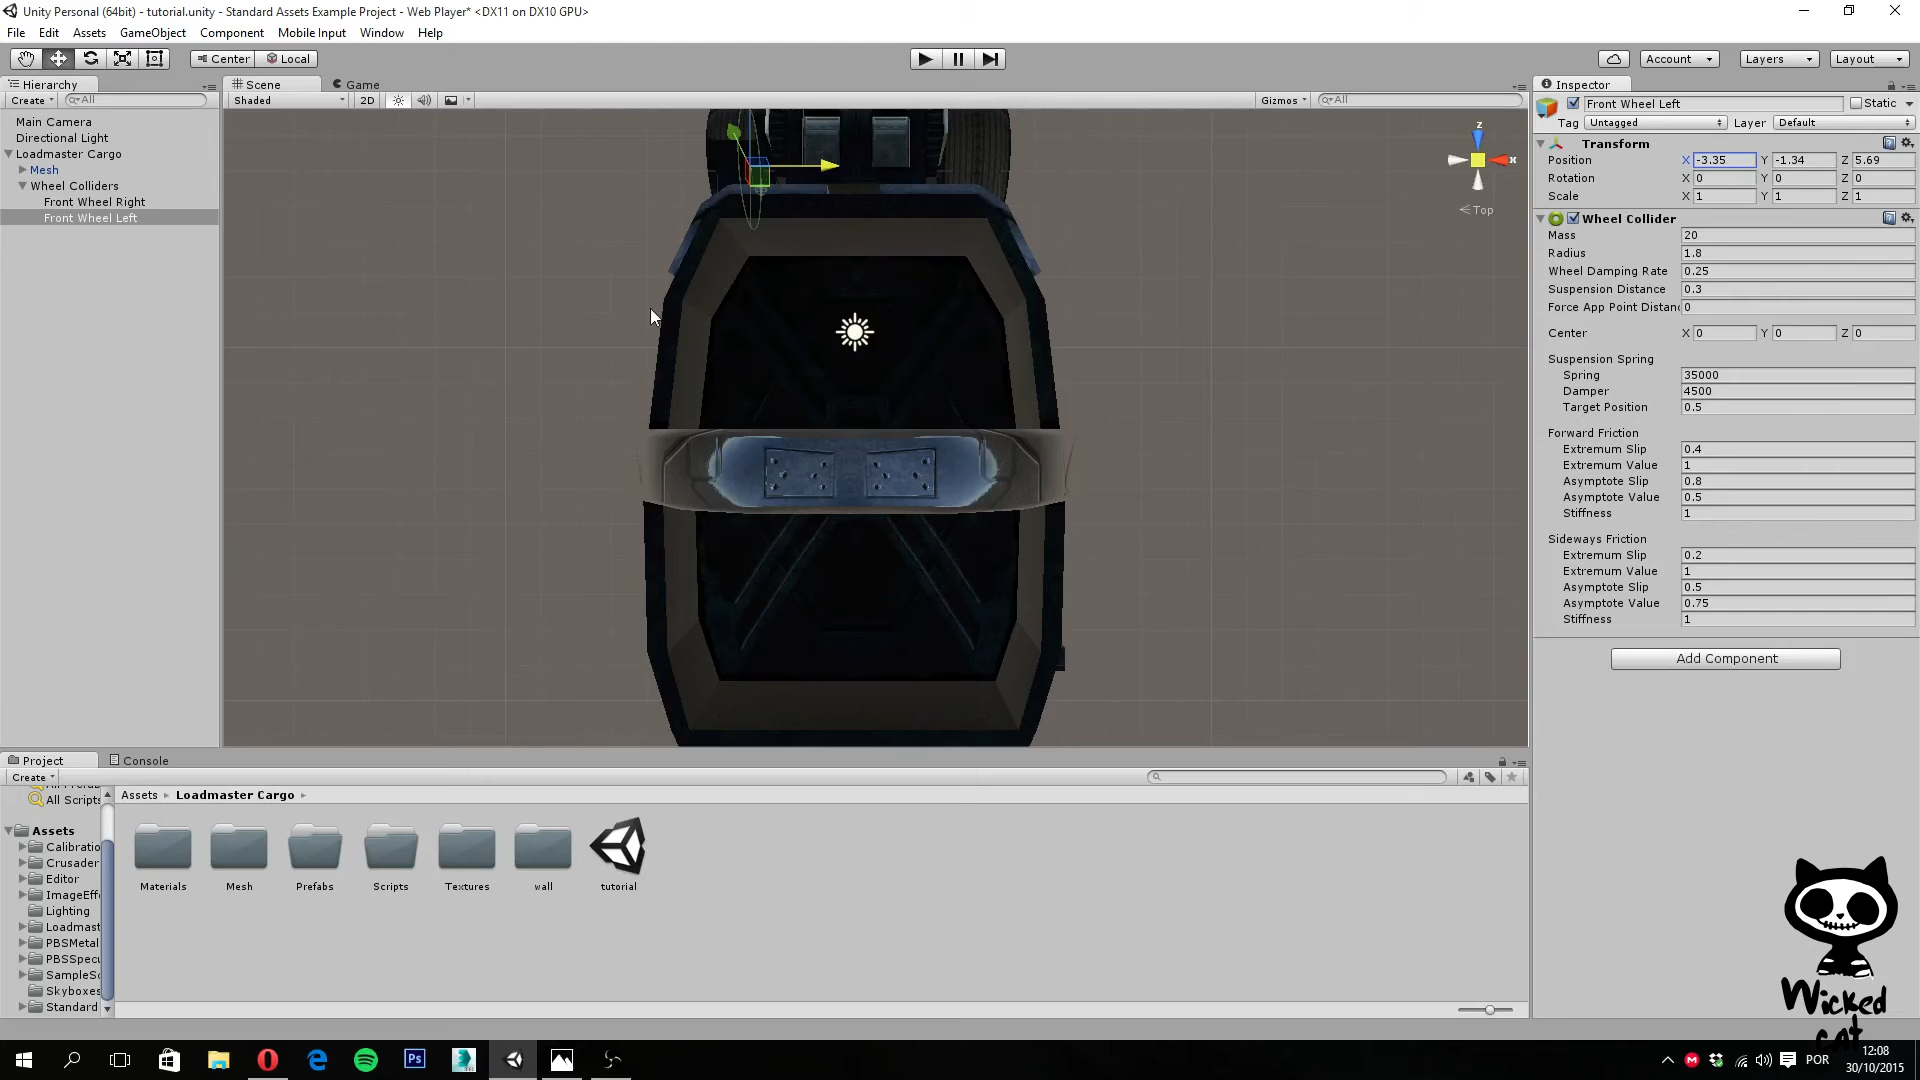 Unity Personal (64bit) - tutorial.unity - Standard Assets Example Project - Web Player* <DX11 on DX10 GPU>
File Edit Assets GameObject Component Mobile Input Window Help
Center Local Account Layers Layout
Hierarchy Scene Game Inspector
Create All Shaded 2D Gizmos All
Front Wheel Left Static
Tag Untagged Layer Default
Main Camera
Directional Light
Loadmaster Cargo
Mesh
Wheel Colliders
Front Wheel Right
Front Wheel Left
z
x
Top
Transform
Position X -3.35 Y -1.34 Z 5.69
Rotation X 0 Y 0 Z 0
Scale X 1 Y 1 Z 1
Wheel Collider
Mass 20
Radius 1.8
Wheel Damping Rate 0.25
Suspension Distance 0.3
Force App Point Distanc 0
Center X 0 Y 0 Z 0
Suspension Spring
Spring 35000
Damper 4500
Target Position 0.5
Forward Friction
Extremum Slip 0.4
Extremum Value 1
Asymptote Slip 0.8
Asymptote Value 0.5
Stiffness 1
Sideways Friction
Extremum Slip 0.2
Extremum Value 1
Asymptote Slip 0.5
Asymptote Value 0.75
Stiffness 1
Add Component
Project Console
Create
All Scripts
Assets
Calibratio
Crusader
Editor
ImageEffe
Lighting
Loadmast
PBSMetal
PBSSpecu
SampleSc
Skyboxes
Standard
Assets Loadmaster Cargo
Materials Mesh Prefabs Scripts Textures wall tutorial
Wicked
cat
Ps
POR
12:08
30/10/2015